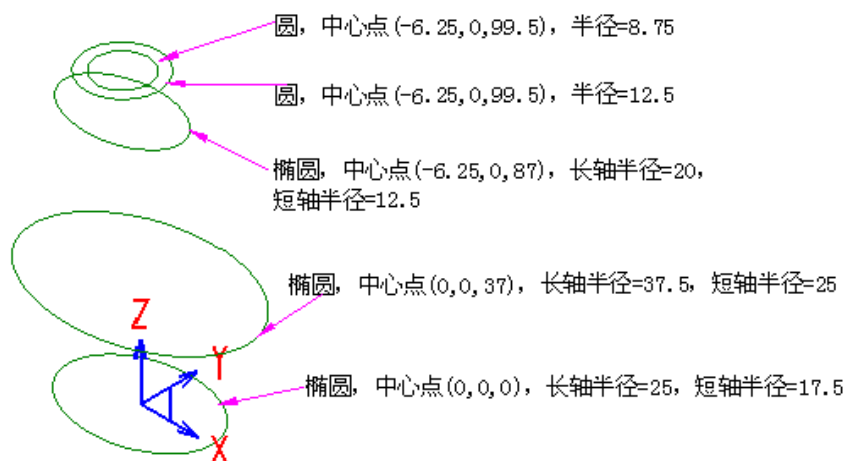 圆, 中心点(-6.25,0,99.5), 半径=8.75
圆, 中心点(-6.25,0,99.5), 半径=12.5
椭圆, 中心点(-6.25,0,87), 长轴半径=20,
短轴半径=12.5
椭圆, 中心点(0,0,37), 长轴半径=37.5, 短轴半径=25
Z
Y
椭圆, 中心点(0,0,0), 长轴半径=25, 短轴半径=17.5
X